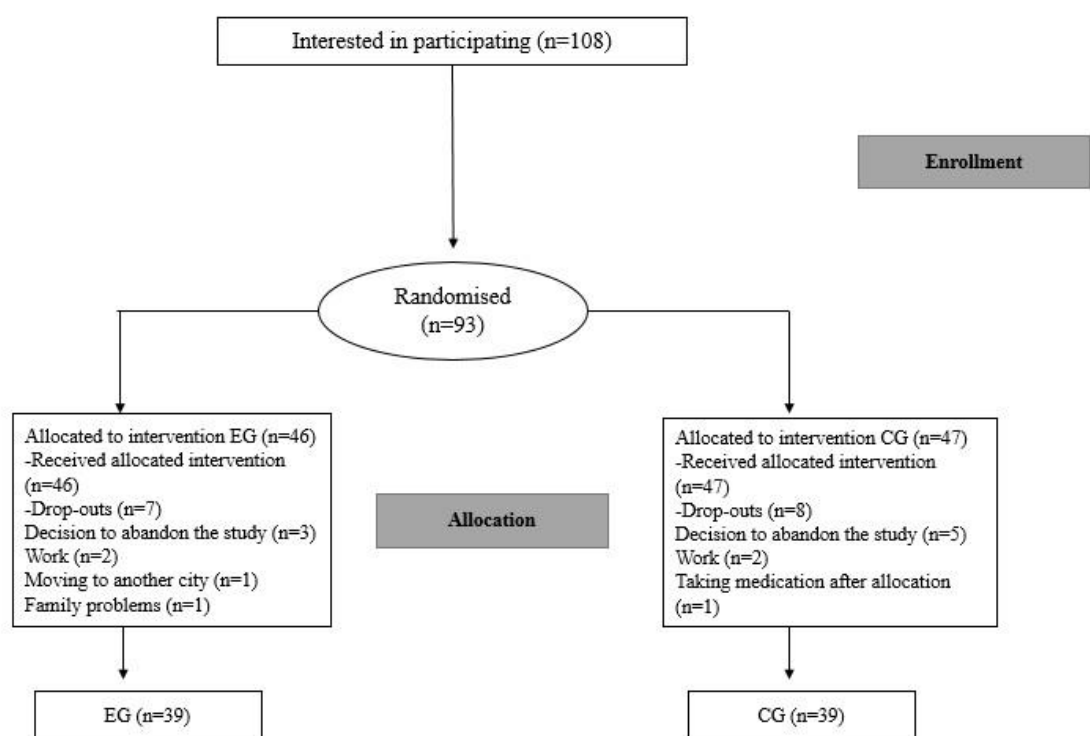 Interested in participating (n=108)
Enrollment
Randomised
(n=93)
Allocated to intervention EG (n=46)
-Received allocated intervention
(n=46)
-Drop-outs (n=7)
Decision to abandon the study (n=3)
Work (n=2)
Moving to another city (n=1)
Family problems (n=1)
Allocation
Allocated to intervention CG (n=47)
-Received allocated intervention
(n=47)
-Drop-outs (n=8)
Decision to abandon the study (n=5)
Work (n=2)
Taking medication after allocation
(n=1)
EG (n=39)
CG (n=39)